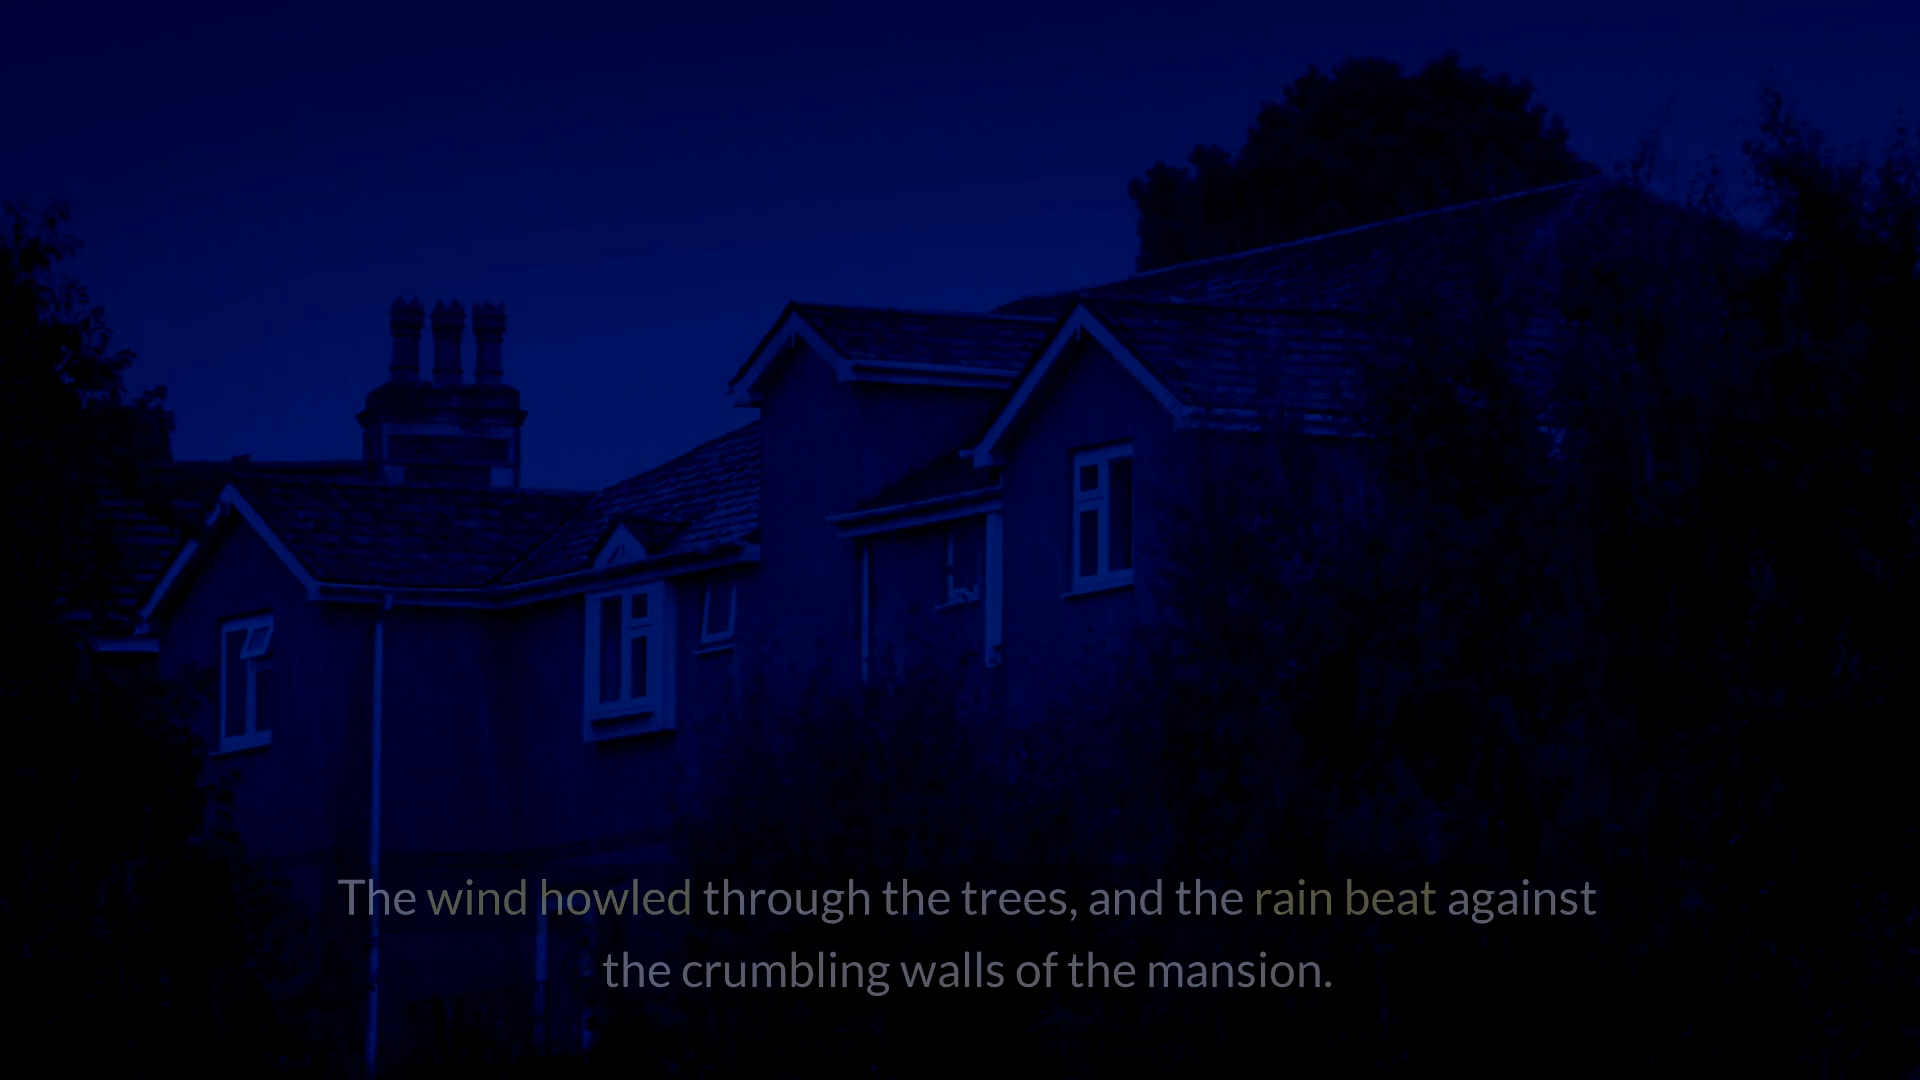 The wind howled through the trees, and the rain beat against
the crumbling walls of the mansion.